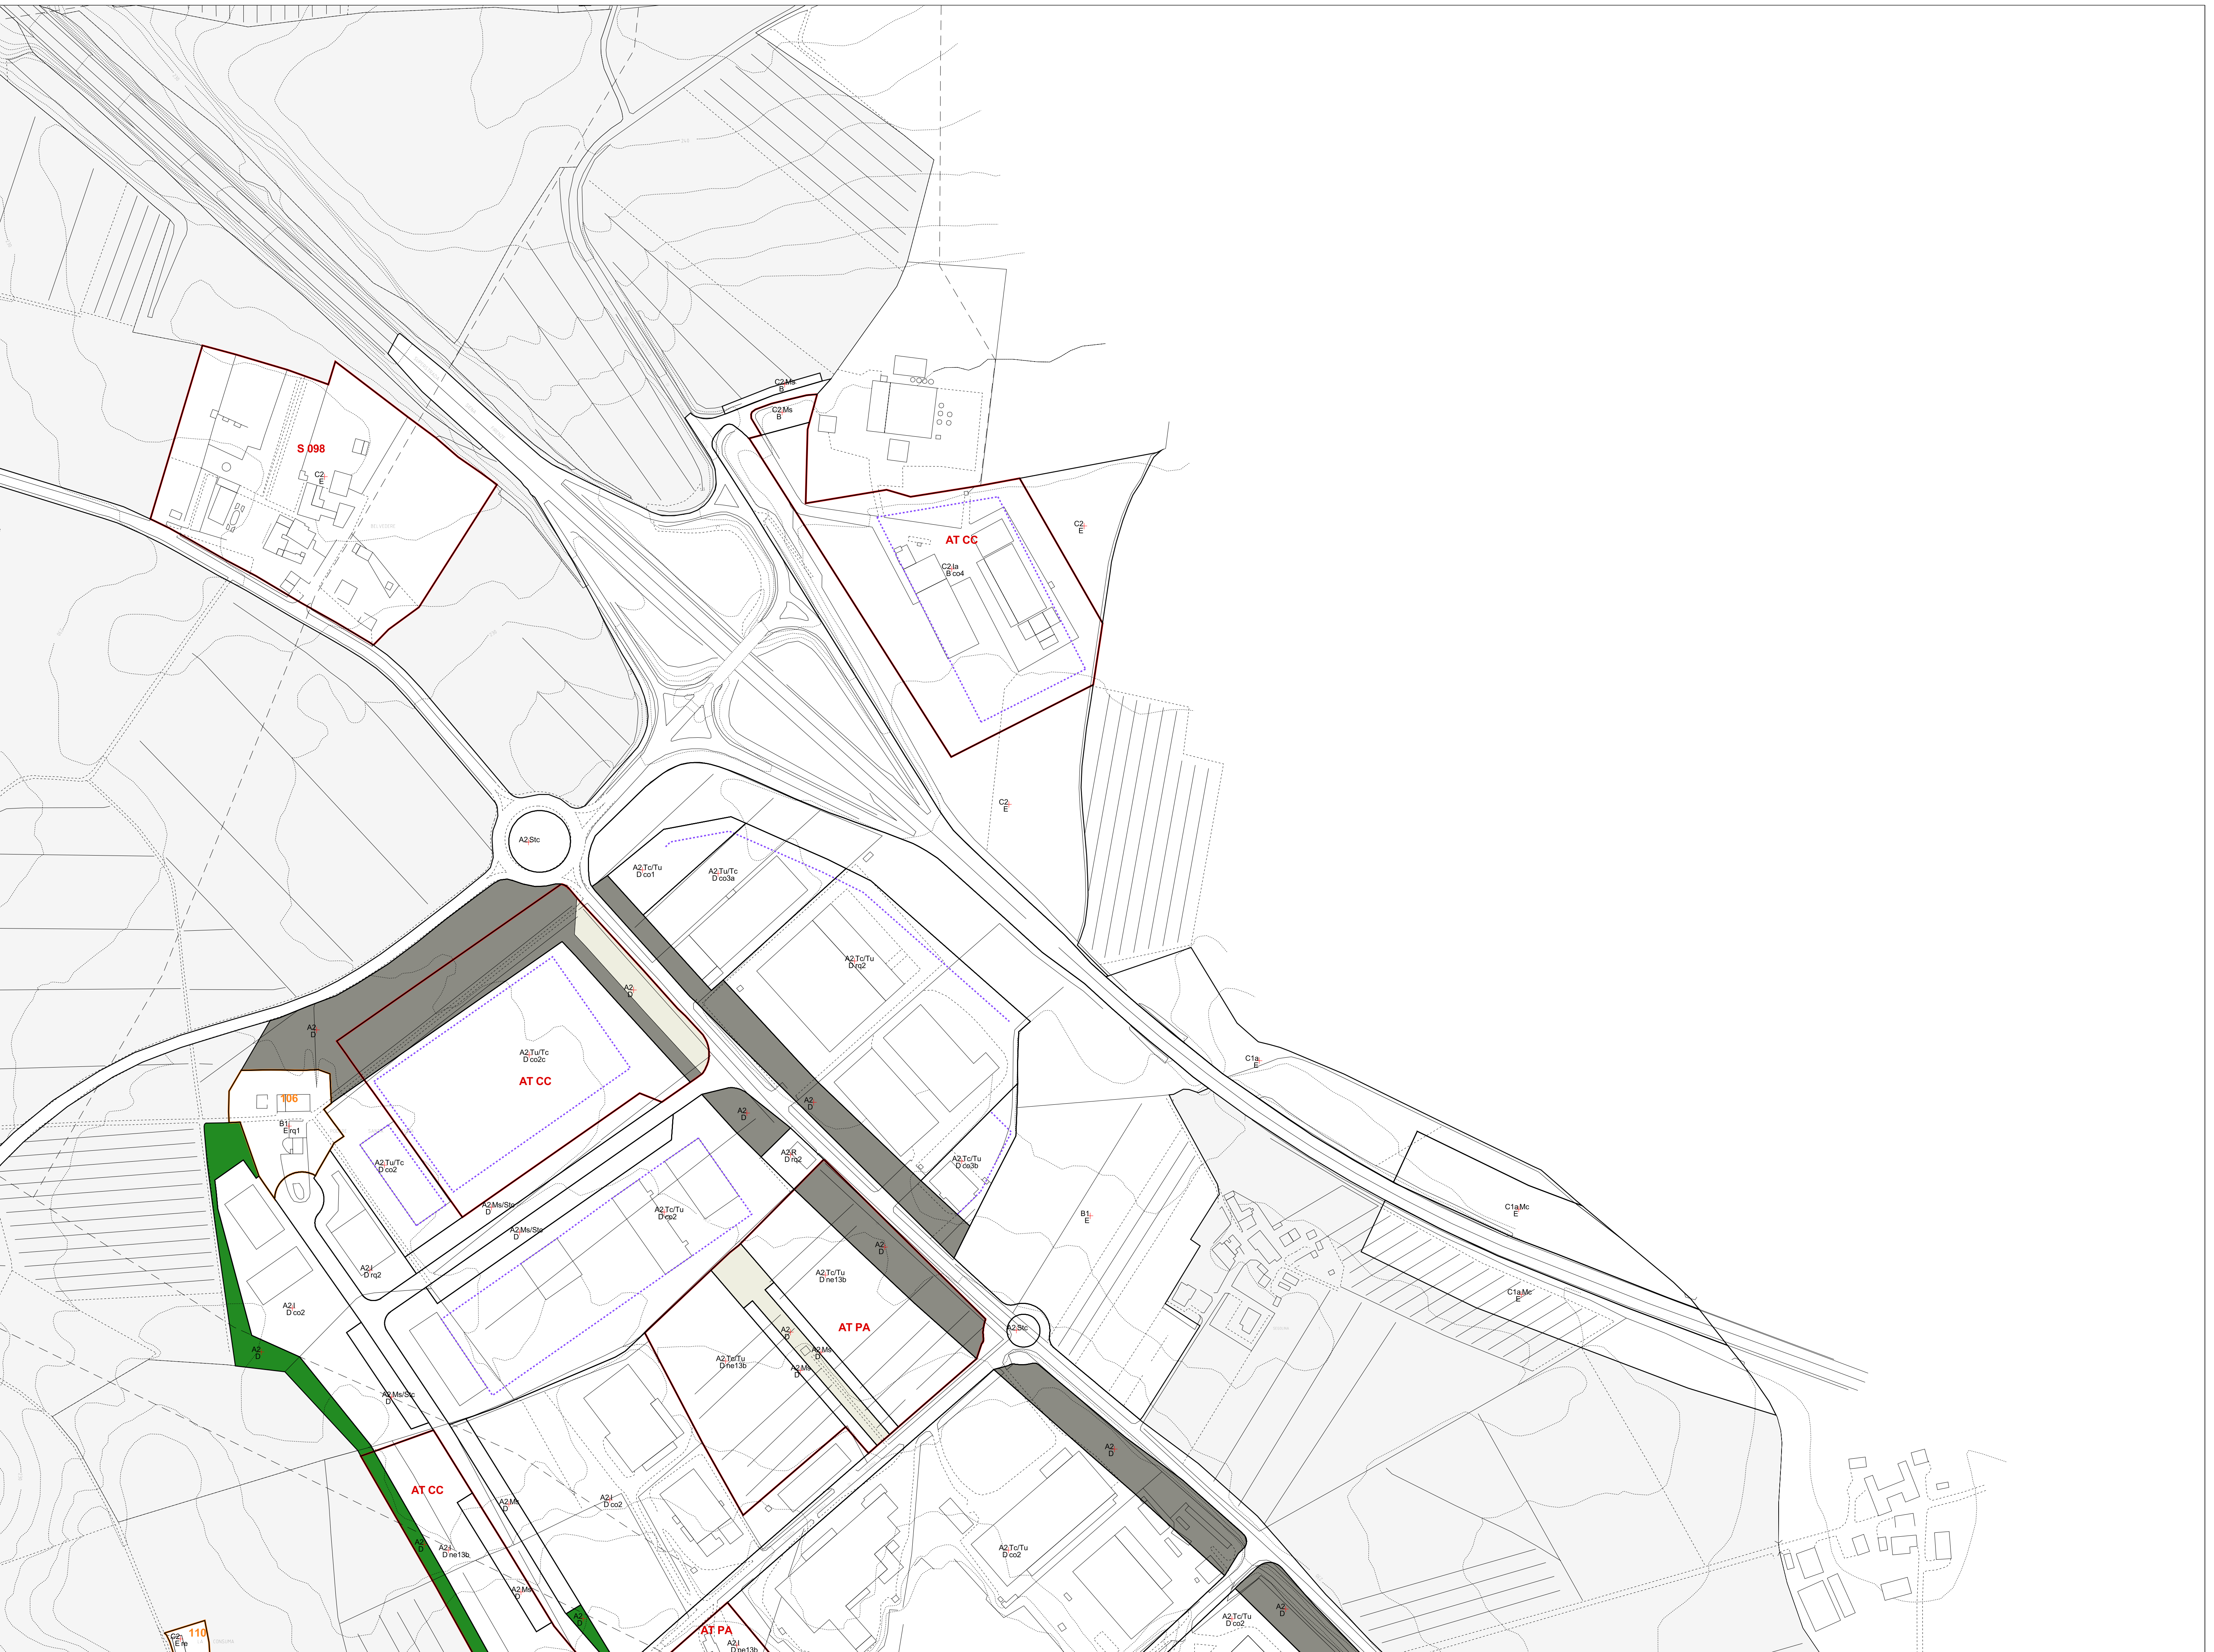 C2,Ms
B
C2,Ms
B
S 098
C2,
E
C2,
E
AT CC
C2,Ia
B co4
C2,
E
A2,Stc
A2,Tc/Tu
D co1
A2,Tu/Tc
D co3a
A2,Tc/Tu
D rq2
A2,
D
A2,
D
A2,Tu/Tc
D co2c
AT CC
C1a,
E
106
A2,
D
A2,
D
B1,
E rq1
A2,R
D rq2
A2,Tu/Tc
D co2
A2,Tc/Tu
D co3b
A2,Ms/Stc
D
A2,Tc/Tu
D co2
C1a,Mc
E
B1,
E
A2,Ms/Stc
D
A2,
D
A2,I
D rq2
A2,Tc/Tu
D ne13b
C1a,Mc
E
A2,I
D co2
AT PA
A2,Stc
A2,
D
A2,
D
A2,Ms
D
A2,Tc/Tu
D ne13b
A2,Ms
D
A2,Ms/Stc
D
A2,
D
AT CC
A2,Ms
D
A2,I
D co2
A2,
D
A2,I
D ne13b
A2,Tc/Tu
D co2
A2,Ms
D
A2,
D
A2,Tc/Tu
D co2
A2,
D
110
C2,
E re
AT PA
A2,I
D ne13b